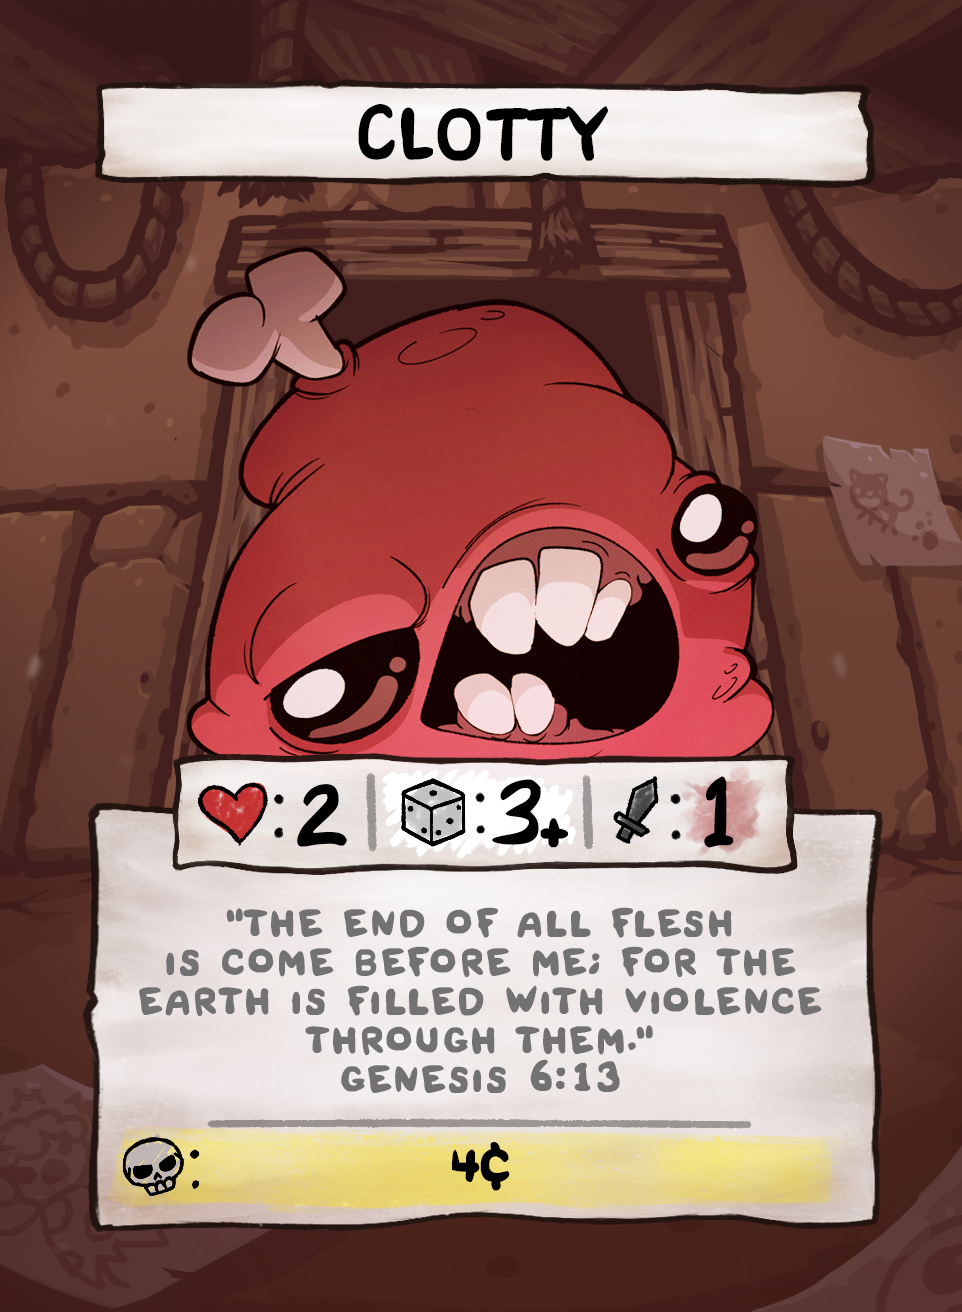 CLOTTY
: 2 : 3+ : 1
"THE END OF ALL FLESH
IS COME BEFORE ME; FOR THE
EARTH IS FILLED WITH VIOLENCE
THROUGH THEM."
GENESIS 6:13
: 4¢